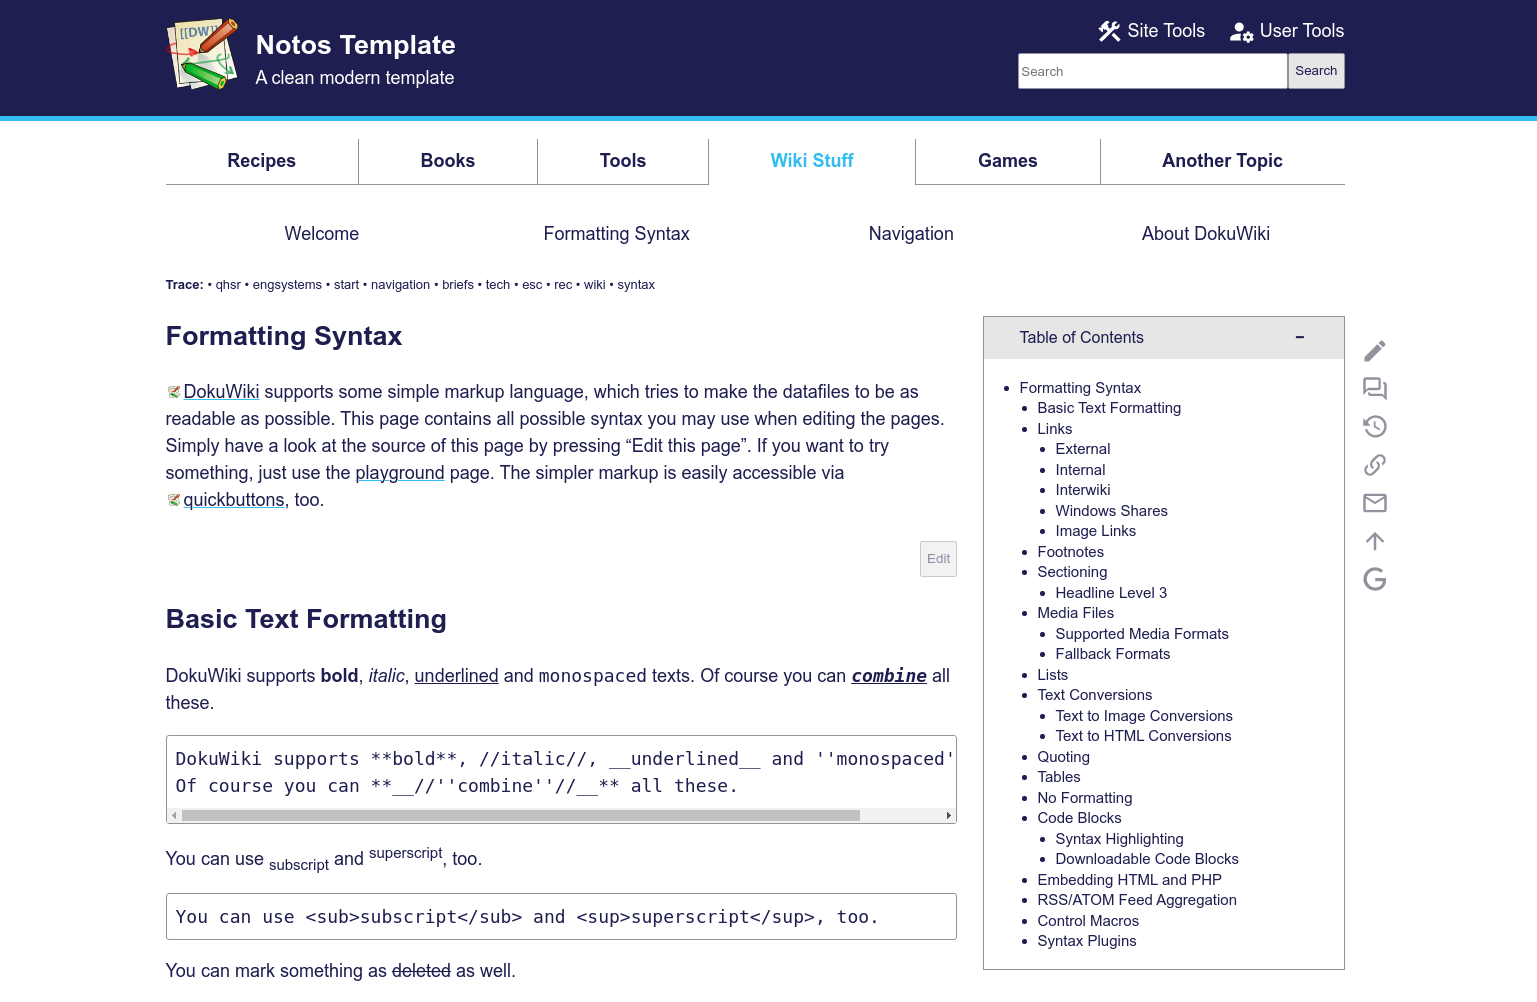 [[DW]]
Notos Template
A clean modern template
Site Tools
User Tools
Search
Search
Recipes
Books
Tools
Wiki Stuff
Games
Another Topic
Welcome
Formatting Syntax
Navigation
About DokuWiki
Trace: • qhsr • engsystems • start • navigation • briefs • tech • esc • rec • wiki • syntax
Formatting Syntax
DokuWiki supports some simple markup language, which tries to make the datafiles to be as
readable as possible. This page contains all possible syntax you may use when editing the pages.
Simply have a look at the source of this page by pressing “Edit this page”. If you want to try
something, just use the playground page. The simpler markup is easily accessible via
quickbuttons, too.
Edit
Basic Text Formatting
DokuWiki supports bold, italic, underlined and monospaced texts. Of course you can combine all
these.
DokuWiki supports **bold**, //italic//, __underlined__ and ''monospaced'
Of course you can **__//''combine''//__** all these.
You can use subscript and superscript, too.
You can use <sub>subscript</sub> and <sup>superscript</sup>, too.
You can mark something as deleted as well.
Table of Contents
• Formatting Syntax
• Basic Text Formatting
• Links
• External
• Internal
• Interwiki
• Windows Shares
• Image Links
• Footnotes
• Sectioning
• Headline Level 3
• Media Files
• Supported Media Formats
• Fallback Formats
• Lists
• Text Conversions
• Text to Image Conversions
• Text to HTML Conversions
• Quoting
• Tables
• No Formatting
• Code Blocks
• Syntax Highlighting
• Downloadable Code Blocks
• Embedding HTML and PHP
• RSS/ATOM Feed Aggregation
• Control Macros
• Syntax Plugins